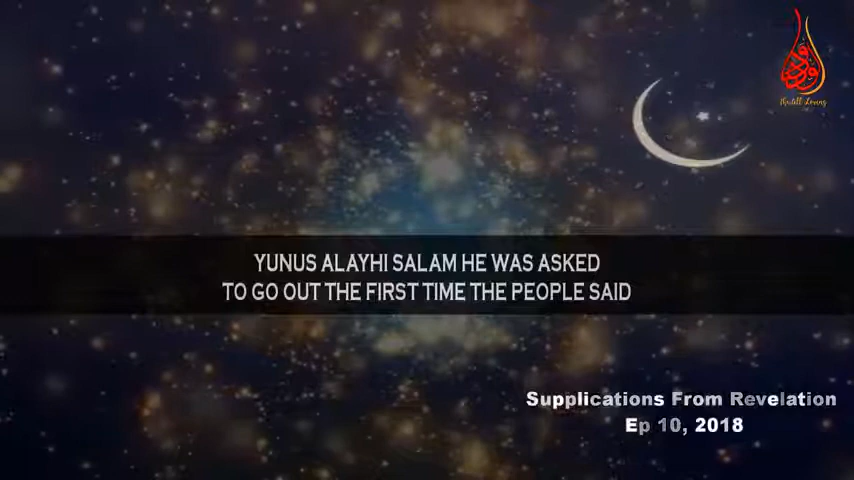 YUNUS ALAYHI SALAM HE WAS ASKED
TO GO OUT THE FIRST TIME THE PEOPLE SAID
Supplications From Revelation
Ep 10, 2018